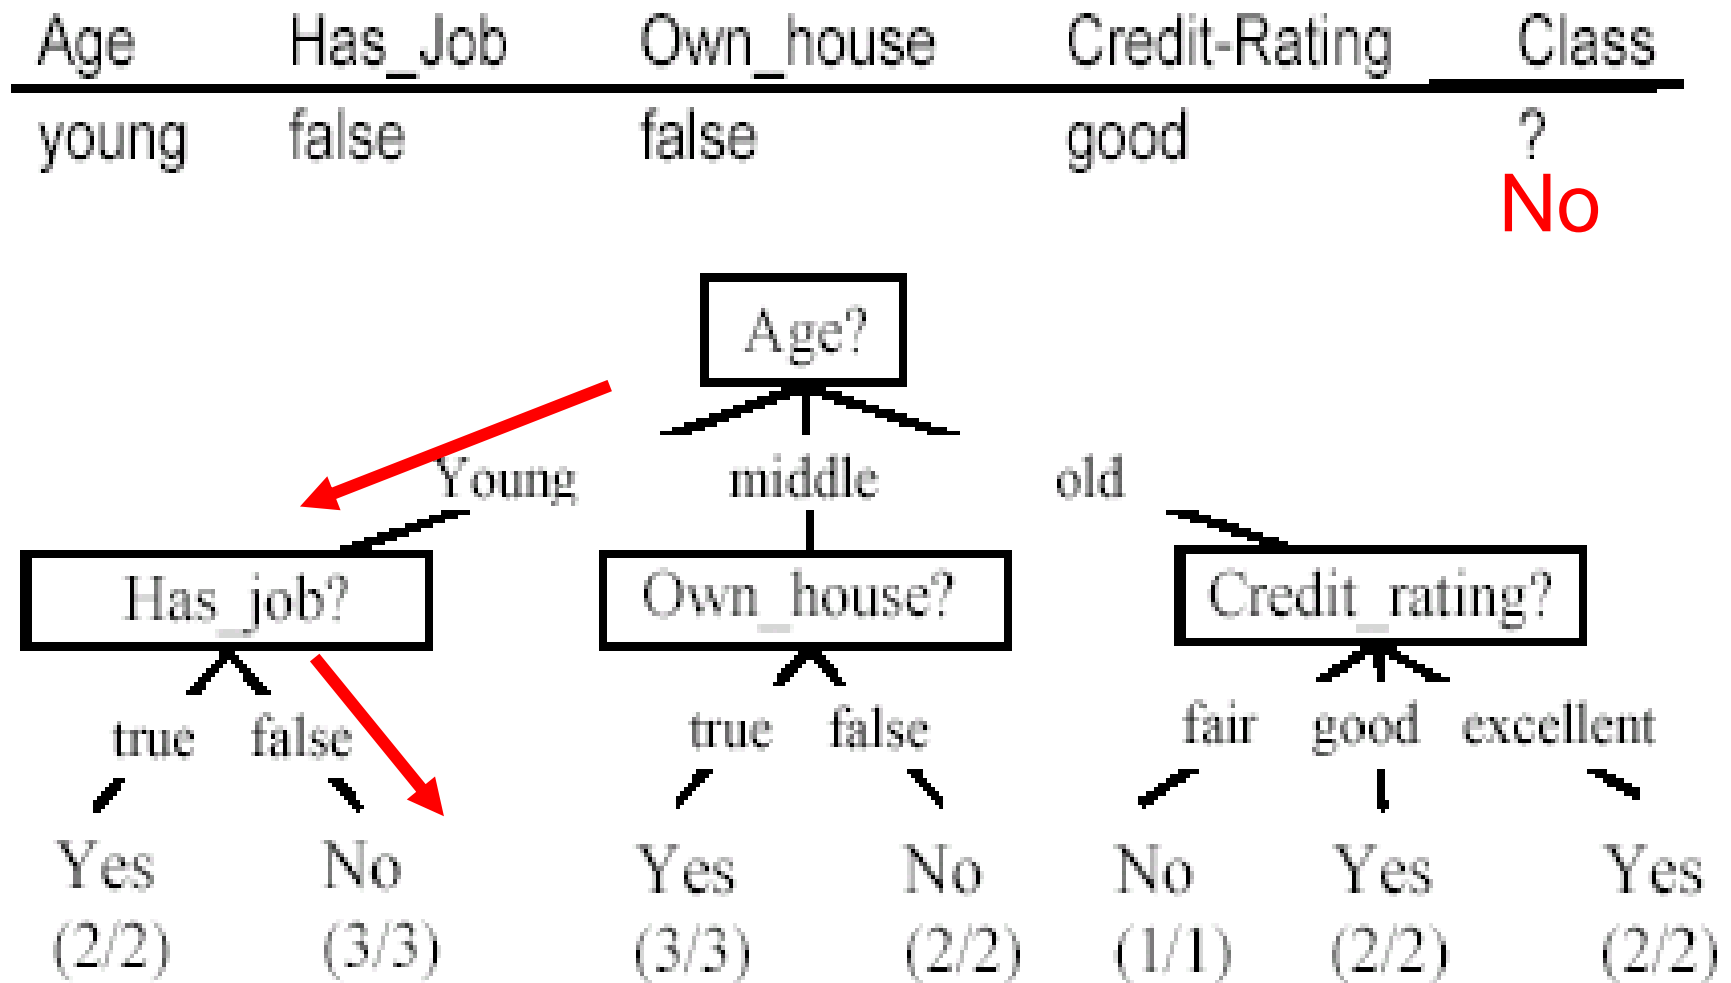 Age Has_Job Own_house Credit-Rating Class
young false false good ?
No
Age?
Young middle old
Has_job? Own_house? Credit_rating?
true false true false fair good excellent
Yes No Yes No No Yes Yes
(2/2) (3/3) (3/3) (2/2) (1/1) (2/2) (2/2)